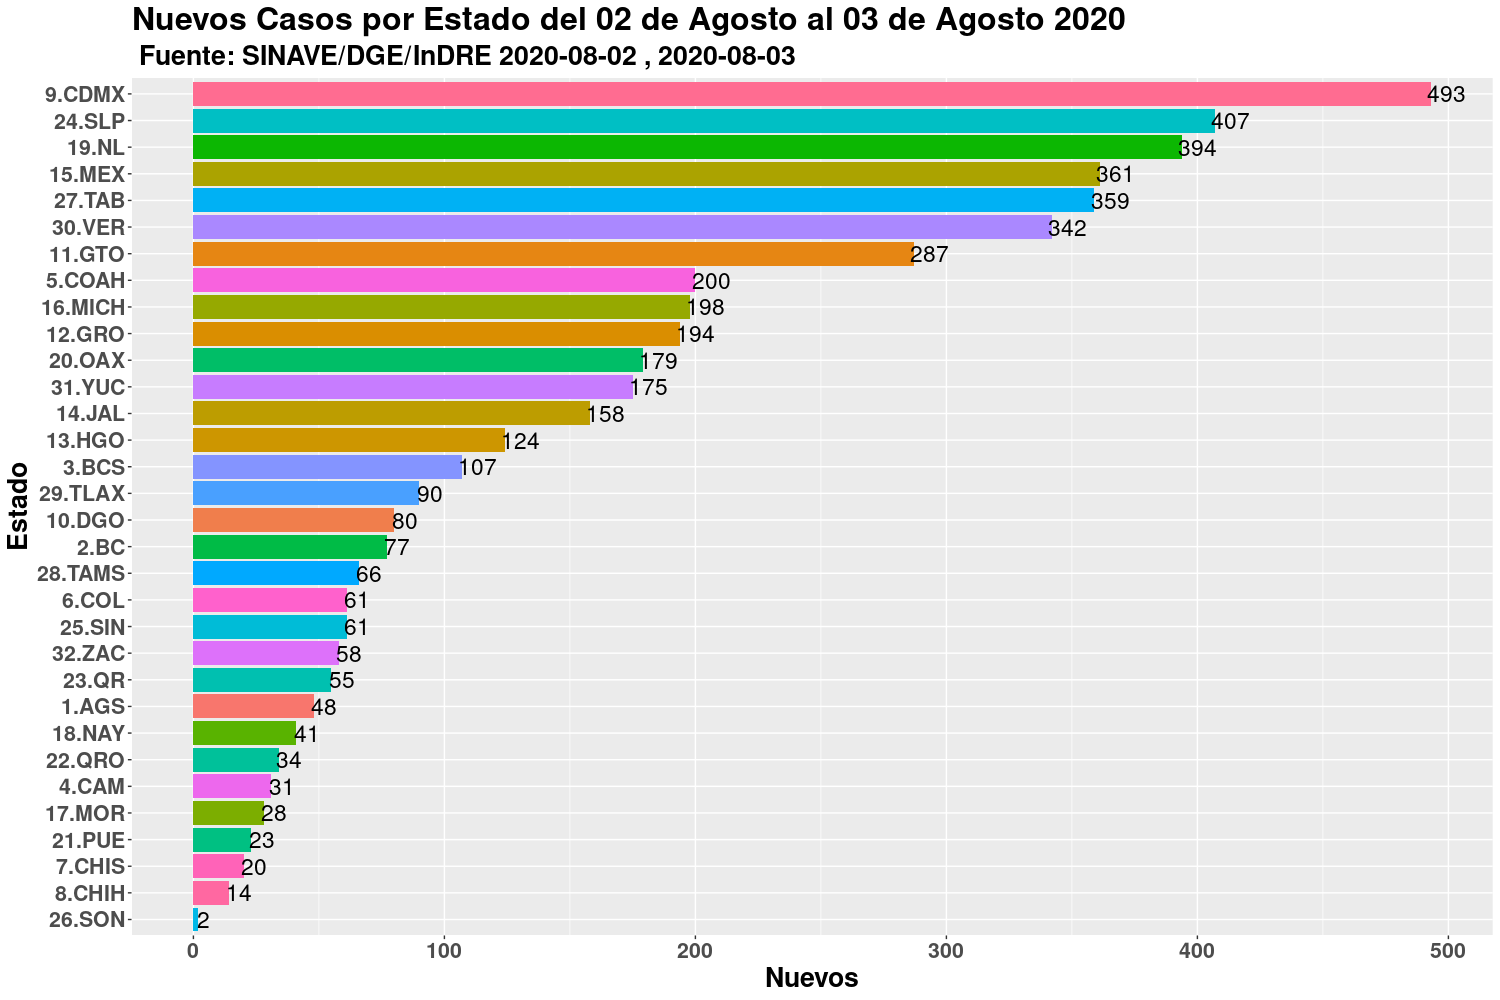 Nuevos Casos por Estado del 02 de Agosto al 03 de Agosto 2020
Fuente: SINAVE/DGE/InDRE 2020-08-02 , 2020-08-03
Estado
9.CDMX 493
24.SLP 407
19.NL 394
15.MEX 361
27.TAB 359
30.VER 342
11.GTO 287
5.COAH 200
16.MICH 198
12.GRO 194
20.OAX 179
31.YUC 175
14.JAL 158
13.HGO 124
3.BCS 107
29.TLAX 90
10.DGO 80
2.BC 77
28.TAMS 66
6.COL 61
25.SIN 61
32.ZAC 58
23.QR 55
1.AGS 48
18.NAY 41
22.QRO 34
4.CAM 31
17.MOR 28
21.PUE 23
7.CHIS 20
8.CHIH 14
26.SON 2
0 100 200 300 400 500
Nuevos